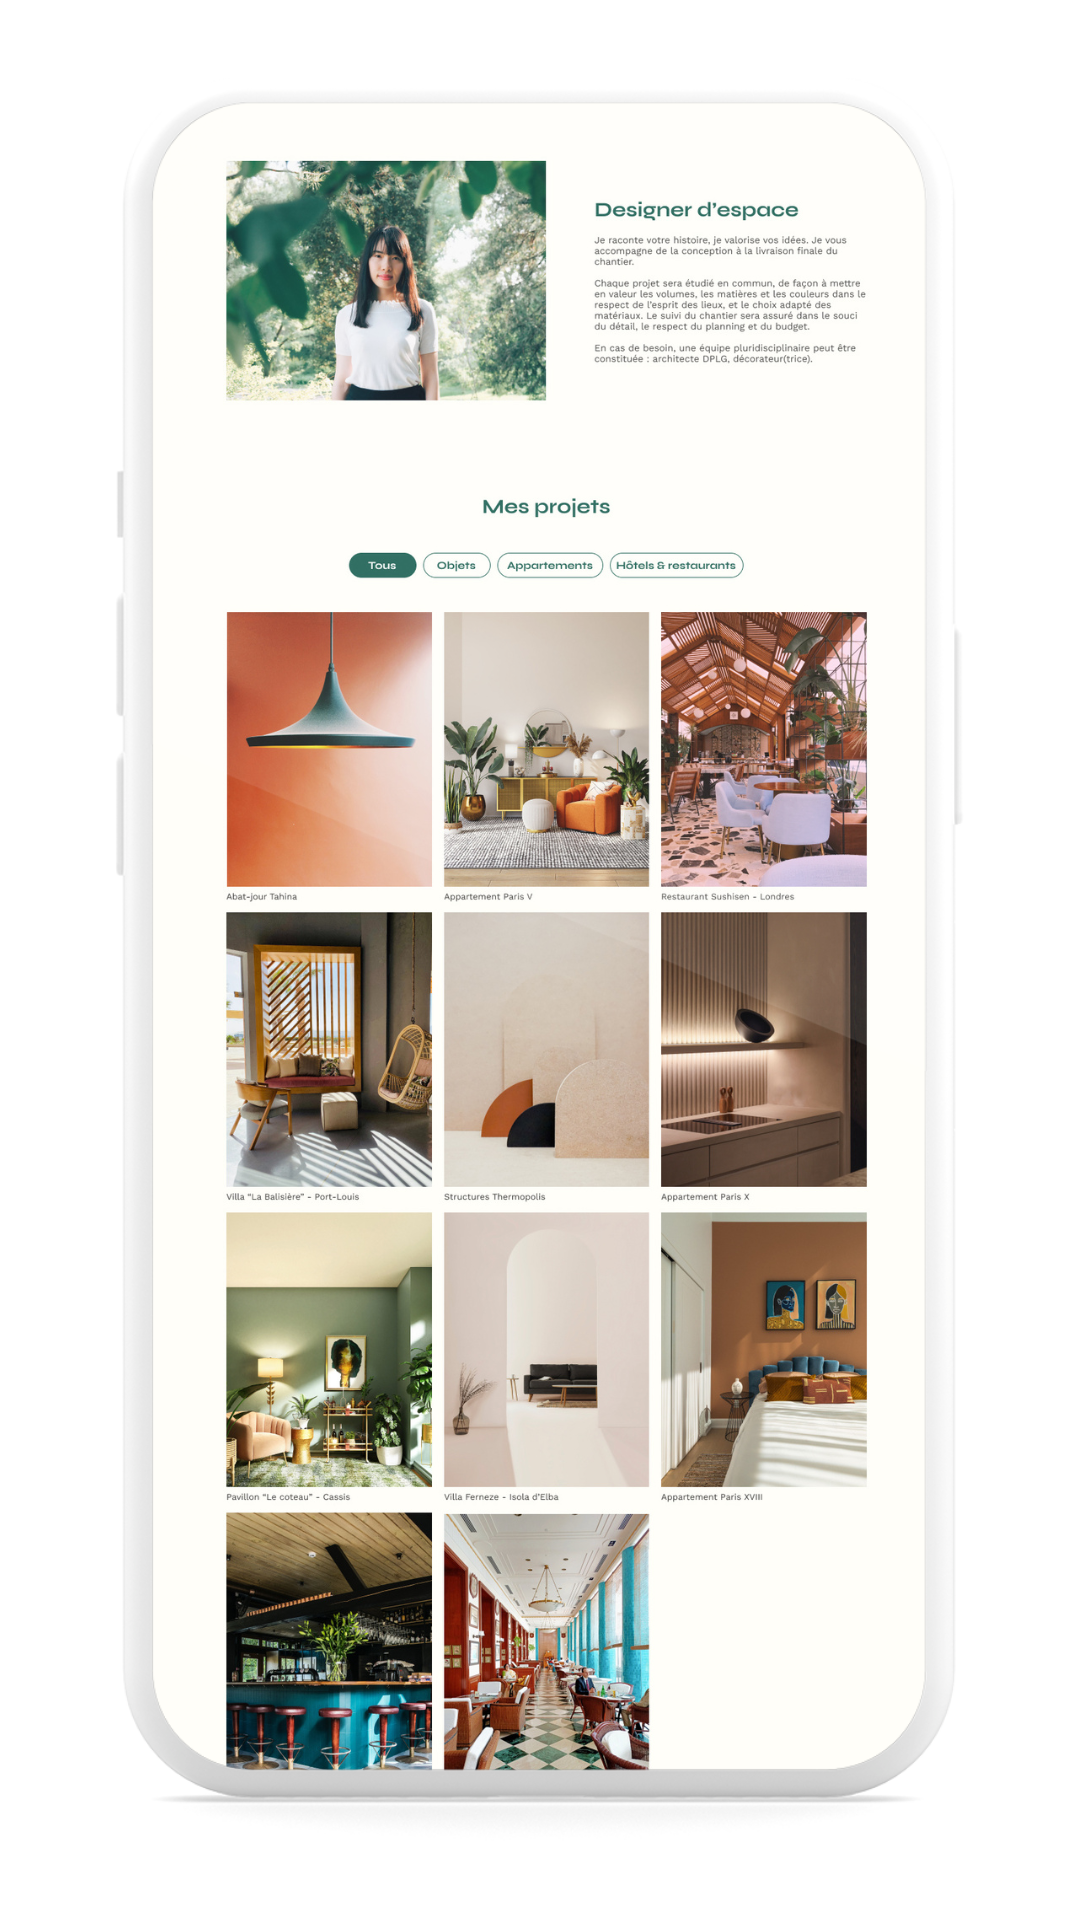 Designer d’espace
Je raconte votre histoire, je valorise vos idées. Je vous
accompagne de la conception à la livraison finale du
chantier.
Chaque projet sera étudié en commun, de façon à mettre
en valeur les volumes, les matières et les couleurs dans le
respect de l’esprit des lieux, et le choix adapté des
matériaux. Le suivi du chantier sera assuré dans le souci
du détail, le respect du planning et du budget.
En cas de besoin, une équipe pluridisciplinaire peut être
constituée : architecte DPLG, décorateur(trice).
Mes projets
Tous
Objets
Appartements
Hôtels & restaurants
Abat-jour Tahina
Appartement Paris V
Restaurant Sushisen - Londres
Villa “La Balisière” - Port-Louis
Structures Thermopolis
Appartement Paris X
Pavillon “Le coteau” - Cassis
Villa Ferneze - Isola d’Elba
Appartement Paris XVIII